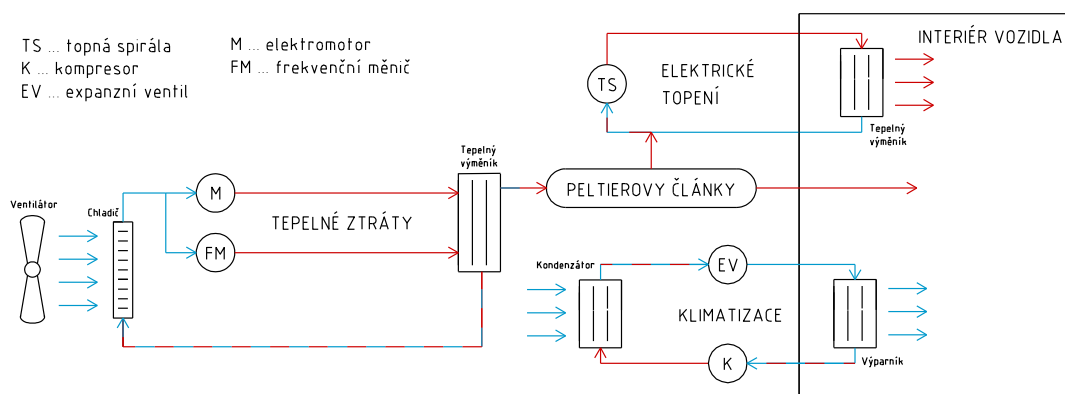 TS ... topná spirála
K ... kompresor
EV ... expanzní ventil
M ... elektromotor
FM ... frekvenční měnič
INTERIÉR VOZIDLA
TS
ELEKTRICKÉ
TOPENÍ
Tepelný
výměník
Tepelný
výměník
Ventilátor
Chladič
M
TEPELNÉ ZTRÁTY
FM
PELTIEROVY ČLÁNKY
Kondenzátor
EV
KLIMATIZACE
K
Výparník